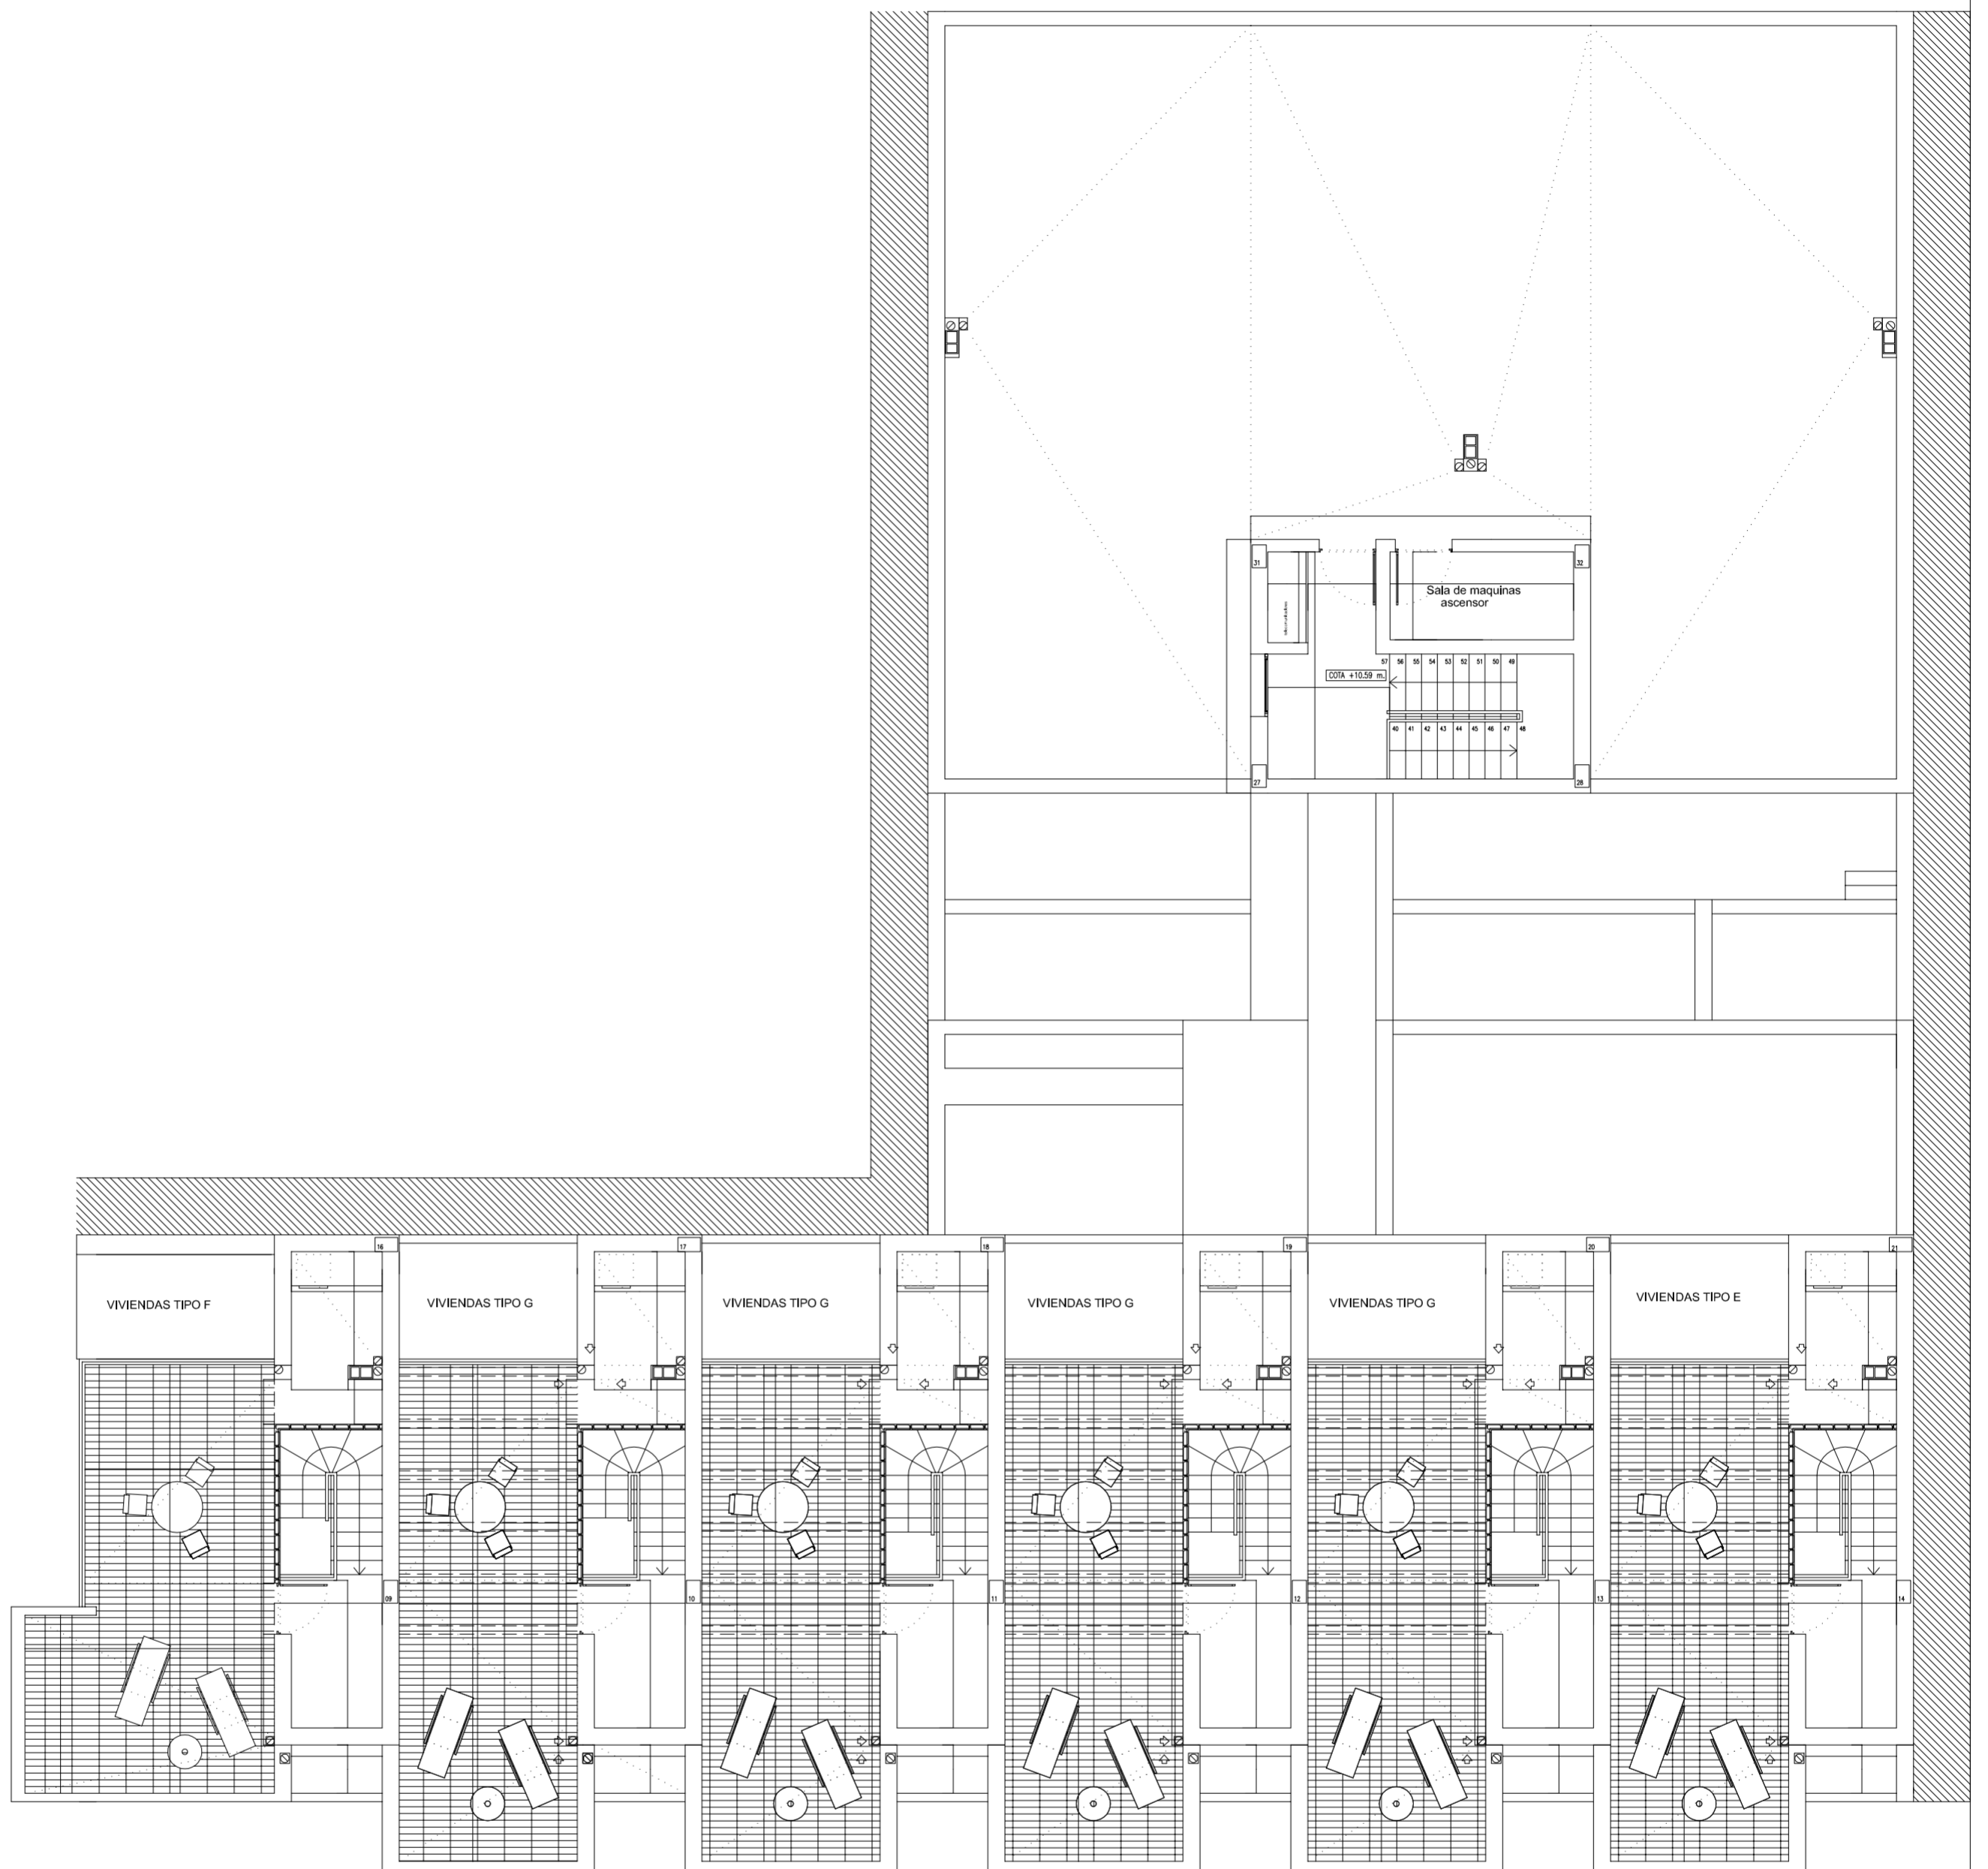 31
32
Sala de maquinas
ascensor
57 56 55 54 53 52 51 50 49
COTA +10.59 m.
40 41 42 43 44 45 46 47 48
27
28
16
17
18
19
20
21
VIVIENDAS TIPO F
VIVIENDAS TIPO G
VIVIENDAS TIPO G
VIVIENDAS TIPO G
VIVIENDAS TIPO G
VIVIENDAS TIPO E
09
10
11
12
13
14